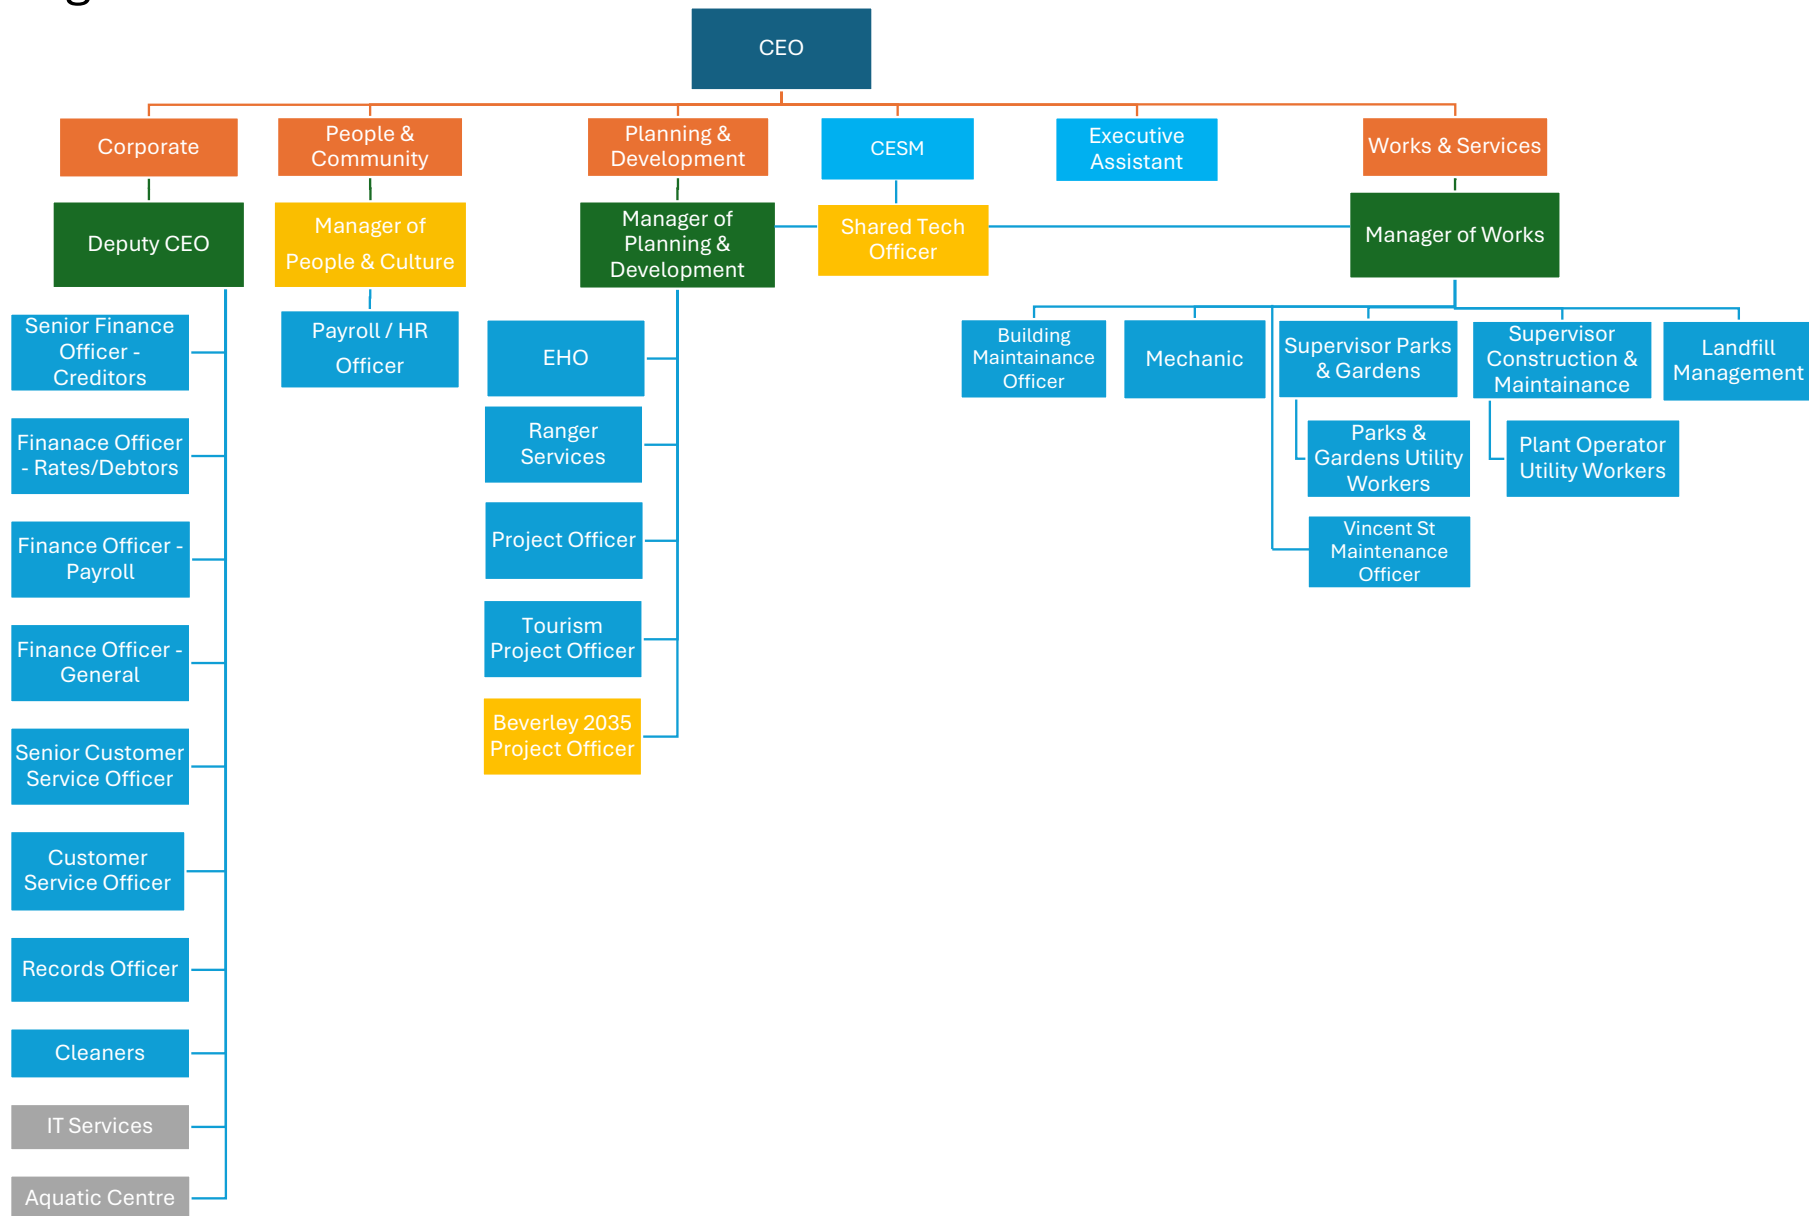 CEO
Corporate
People &
Community
Planning &
Development
CESM
Executive
Assistant
Works & Services
Deputy CEO
Manager of
People & Culture
Manager of
Planning &
Development
Shared Tech
Officer
Manager of Works
Senior Finance
Officer -
Creditors
Finanace Officer
- Rates/Debtors
Finance Officer -
Payroll
Finance Officer -
General
Senior Customer
Service Officer
Customer
Service Officer
Records Officer
Cleaners
IT Services
Aquatic Centre
Payroll / HR
Officer
EHO
Ranger
Services
Project Officer
Tourism
Project Officer
Beverley 2035
Project Officer
Building
Maintainance
Officer
Mechanic
Supervisor Parks
& Gardens
Supervisor
Construction &
Maintainance
Landfill
Management
Parks &
Gardens Utility
Workers
Plant Operator
Utility Workers
Vincent St
Maintenance
Officer